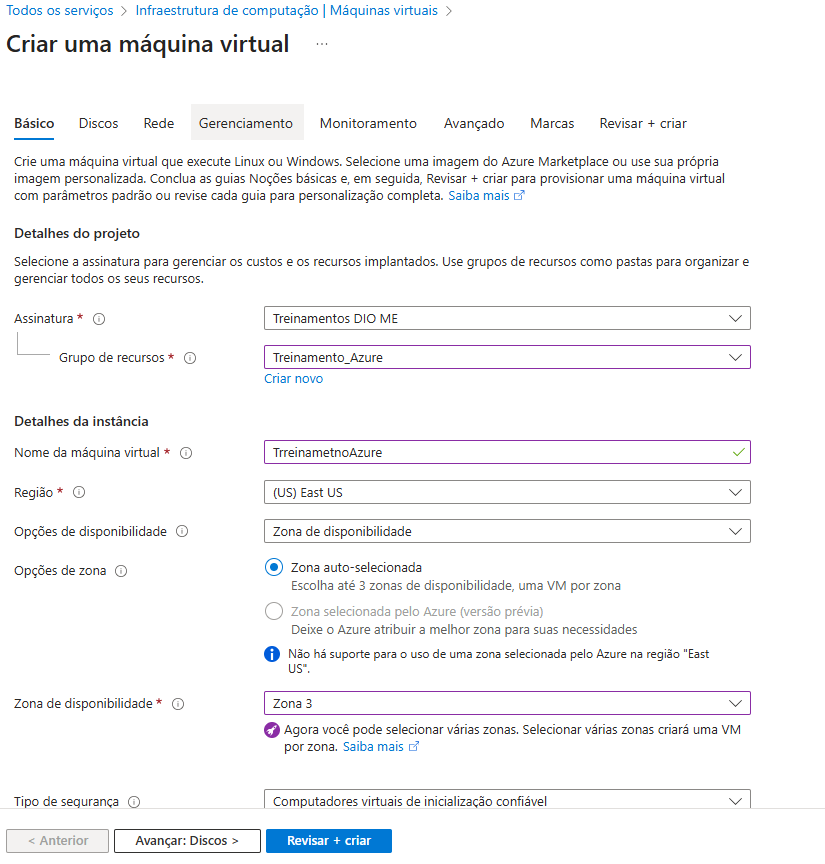 Todos os serviços > Infraestrutura de computação | Máquinas virtuais >
Criar uma máquina virtual ...
Básico Discos Rede Gerenciamento Monitoramento Avançado Marcas Revisar + criar
Crie uma máquina virtual que execute Linux ou Windows. Selecione uma imagem do Azure Marketplace ou use sua própria
imagem personalizada. Conclua as guias Noções básicas e, em seguida, Revisar + criar para provisionar uma máquina virtual
com parâmetros padrão ou revise cada guia para personalização completa. Saiba mais
Detalhes do projeto
Selecione a assinatura para gerenciar os custos e os recursos implantados. Use grupos de recursos como pastas para organizar e
gerenciar todos os seus recursos.
Assinatura * Treinamentos DIO ME
Grupo de recursos * Treinamento_Azure
Criar novo
Detalhes da instância
Nome da máquina virtual * TrreinametnoAzure
Região * (US) East US
Opções de disponibilidade Zona de disponibilidade
Opções de zona Zona auto-selecionada
Escolha até 3 zonas de disponibilidade, uma VM por zona
Zona selecionada pelo Azure (versão prévia)
Deixe o Azure atribuir a melhor zona para suas necessidades
Não há suporte para o uso de uma zona selecionada pelo Azure na região "East
US".
Zona de disponibilidade * Zona 3
Agora você pode selecionar várias zonas. Selecionar várias zonas criará uma VM
por zona. Saiba mais
Tipo de segurança Computadores virtuais de inicialização confiável
< Anterior Avançar: Discos > Revisar + criar